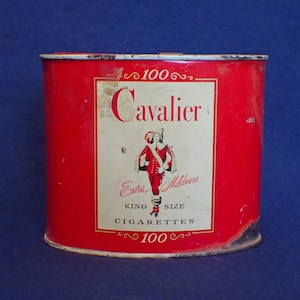 100
Cavalier
Extra Mildness
KING SIZE
CIGARETTES
100